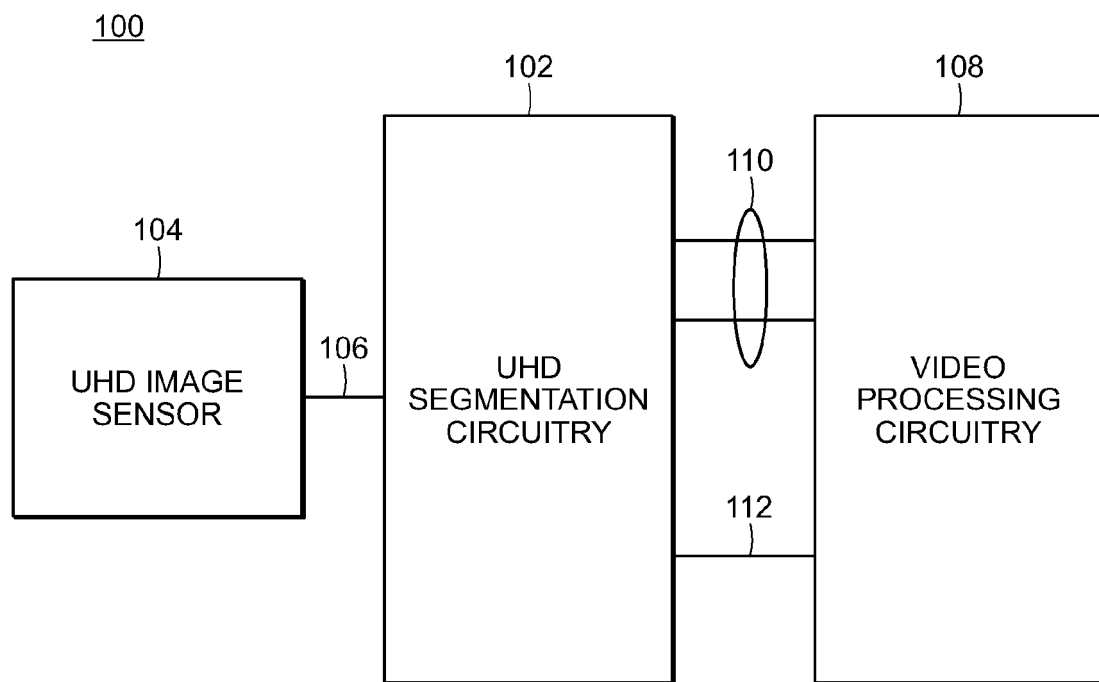 100
102
108
110
104
106
UHD IMAGE
SENSOR
UHD
SEGMENTATION
CIRCUITRY
VIDEO
PROCESSING
CIRCUITRY
112